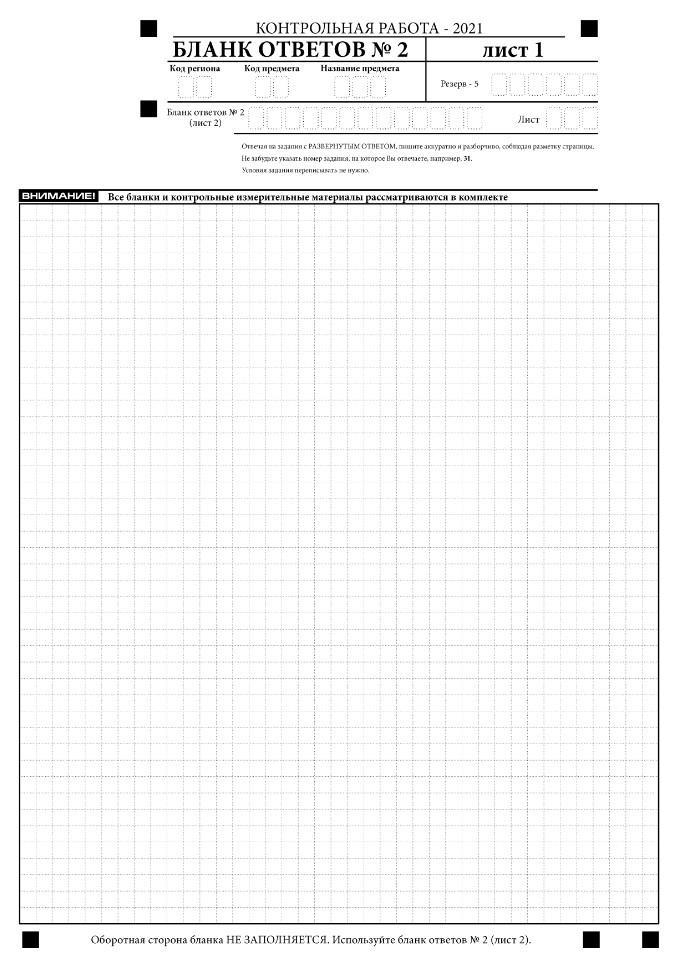 КОНТРОЛЬНАЯ РАБОТА - 2021
БЛАНК ОТВЕТОВ № 2 лист 1
Код региона Код предмета Название предмета
Резерв - 5
Бланк ответов № 2
(лист 2)
Лист
Отвечая на задания с РАЗВЕРНУТЫМ ОТВЕТОМ, пишите аккуратно и разборчиво, соблюдая разметку страницы.
Не забудьте указать номер задания, на которое Вы отвечаете, например, 31.
Условия задания переписывать не нужно.
ВНИМАНИЕ! Все бланки и контрольные измерительные материалы рассматриваются в комплекте
Оборотная сторона бланка НЕ ЗАПОЛНЯЕТСЯ. Используйте бланк ответов № 2 (лист 2).